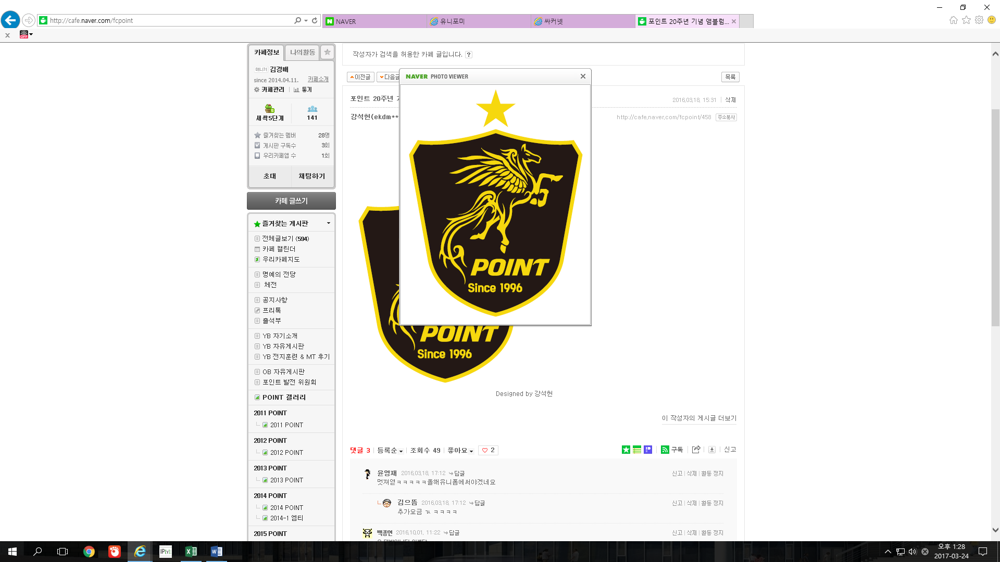 http://cafe.naver.com/fcpoint
NAVER
유니포미
싸커넷
포인트 20주년 기념 앰블럼...
OFF
카페정보
나의활동
매니저 김경배
since 2014.04.11.
카페소개
카페관리
통계
새싹5단계
141
즐겨찾는 멤버 28명
게시판 구독수 3회
우리카페앱 수 1회
초대
채팅하기
카페 글쓰기
즐겨찾는 게시판
전체글보기 (594)
카페 캘린더
우리카페지도
명예의 전당
체전
공지사항
프리톡
출석부
YB 자기소개
YB 자유게시판
YB 전지훈련 & MT 후기
OB 자유게시판
포인트 발전 위원회
POINT 갤러리
2011 POINT
2011 POINT
2012 POINT
2012 POINT
2013 POINT
2013 POINT
2014 POINT
2014 POINT
2014-1 엠티
2015 POINT
작성자가 검색을 허용한 카페 글입니다. ?
이전글
다음글
목록
포인트 20주년
2016.03.18. 15:31
삭제
강석헌(ekdm**
http://cafe.naver.com/fcpoint/458
주소복사
NAVER PHOTO VIEWER
POINT
Since 1996
POINT
Since 1996
Designed by 강석헌
이 작성자의 게시글 더보기
댓글 3
등록순
조회수 49
좋아요
2
구독
신고
윤영재 2016.03.18. 17:12 답글
신고 삭제 활동 정지
멋져열ㅋㅋㅋㅋㅋ올해유니폼에써야겠네요
김으뜸 2016.03.18. 17:12 답글
신고 삭제 활동 정지
추가요금 ㄳ ㅋㅋㅋㅋ
백종현 2016.10.01. 11:22 답글
신고 삭제 활동 정지
IP(v):
오후 1:28
2017-03-24